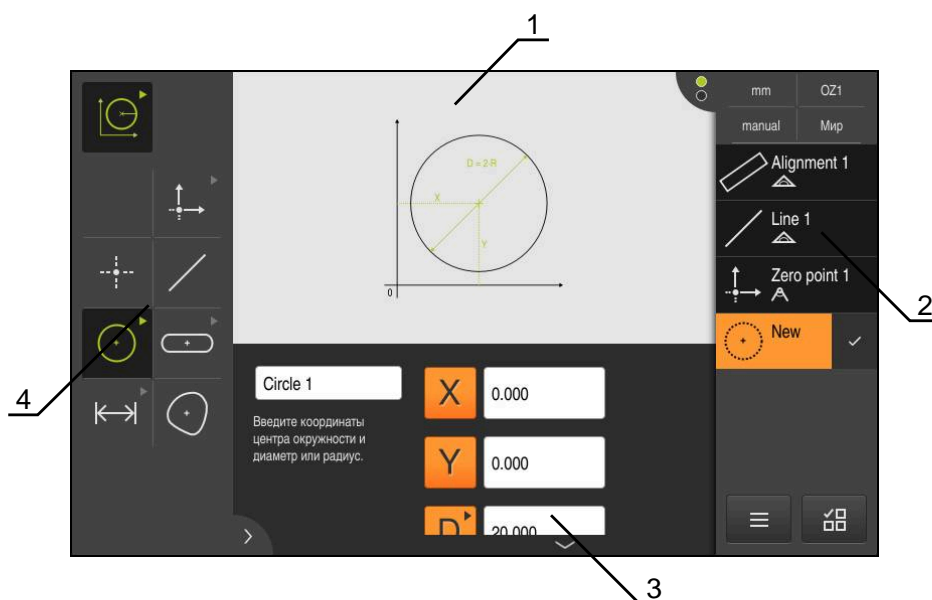 1
mm OZ1
manual Мир
D = 2·R
X
Y
0
Alignment 1
Line 1
Zero point 1
New
2
4
Circle 1
Введите координаты
центра окружности и
диаметр или радиус.
X 0.000
Y 0.000
D 20.000
3